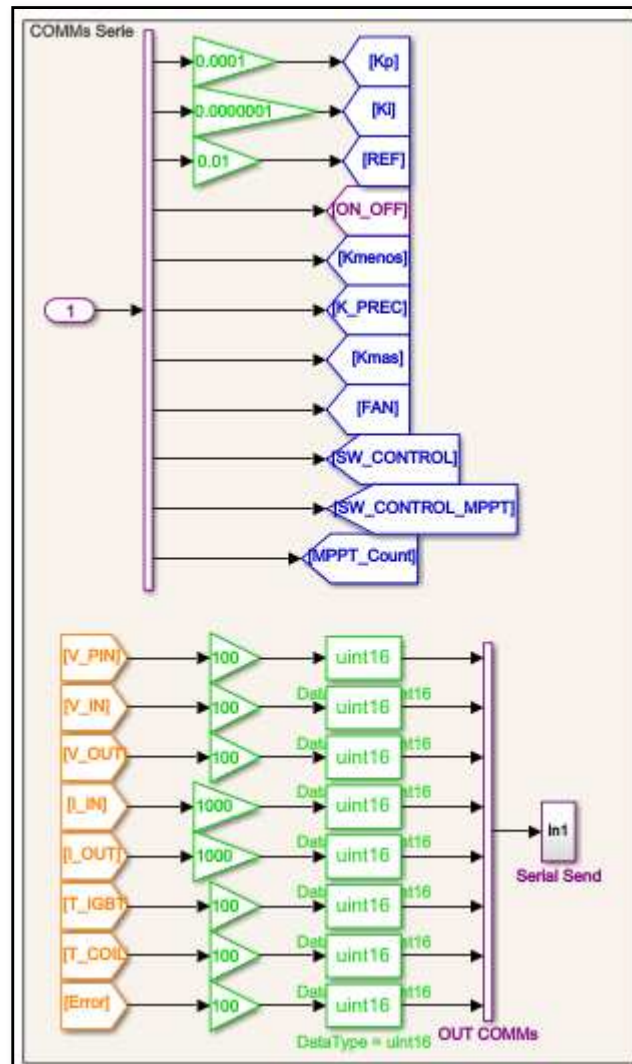 COMMs Serie
0.0001
[Kp]
0.0000001
[Ki]
0.01
[REF]
[ON_OFF]
[Kmenos]
1
[K_PREC]
[Kmas]
[FAN]
[SW_CONTROL]
[SW_CONTROL_MPPT]
[MPPT_Count]
[V_PIN]
100
uint16
[V_IN]
100
uint16
[V_OUT]
100
uint16
[I_IN]
1000
uint16
In1
[I_OUT]
1000
uint16
Serial Send
[T_IGBT
100
uint16
[T_COIL
100
uint16
[Error]
100
uint16
OUT COMMs
DataType = uint16